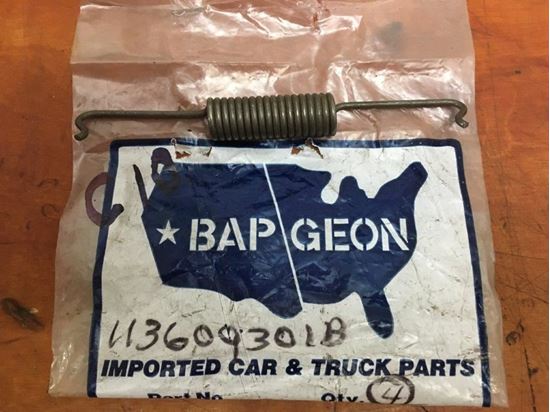 ★BAP GEON
113609301B
IMPORTED CAR & TRUCK PARTS
Part No. Qty. 4